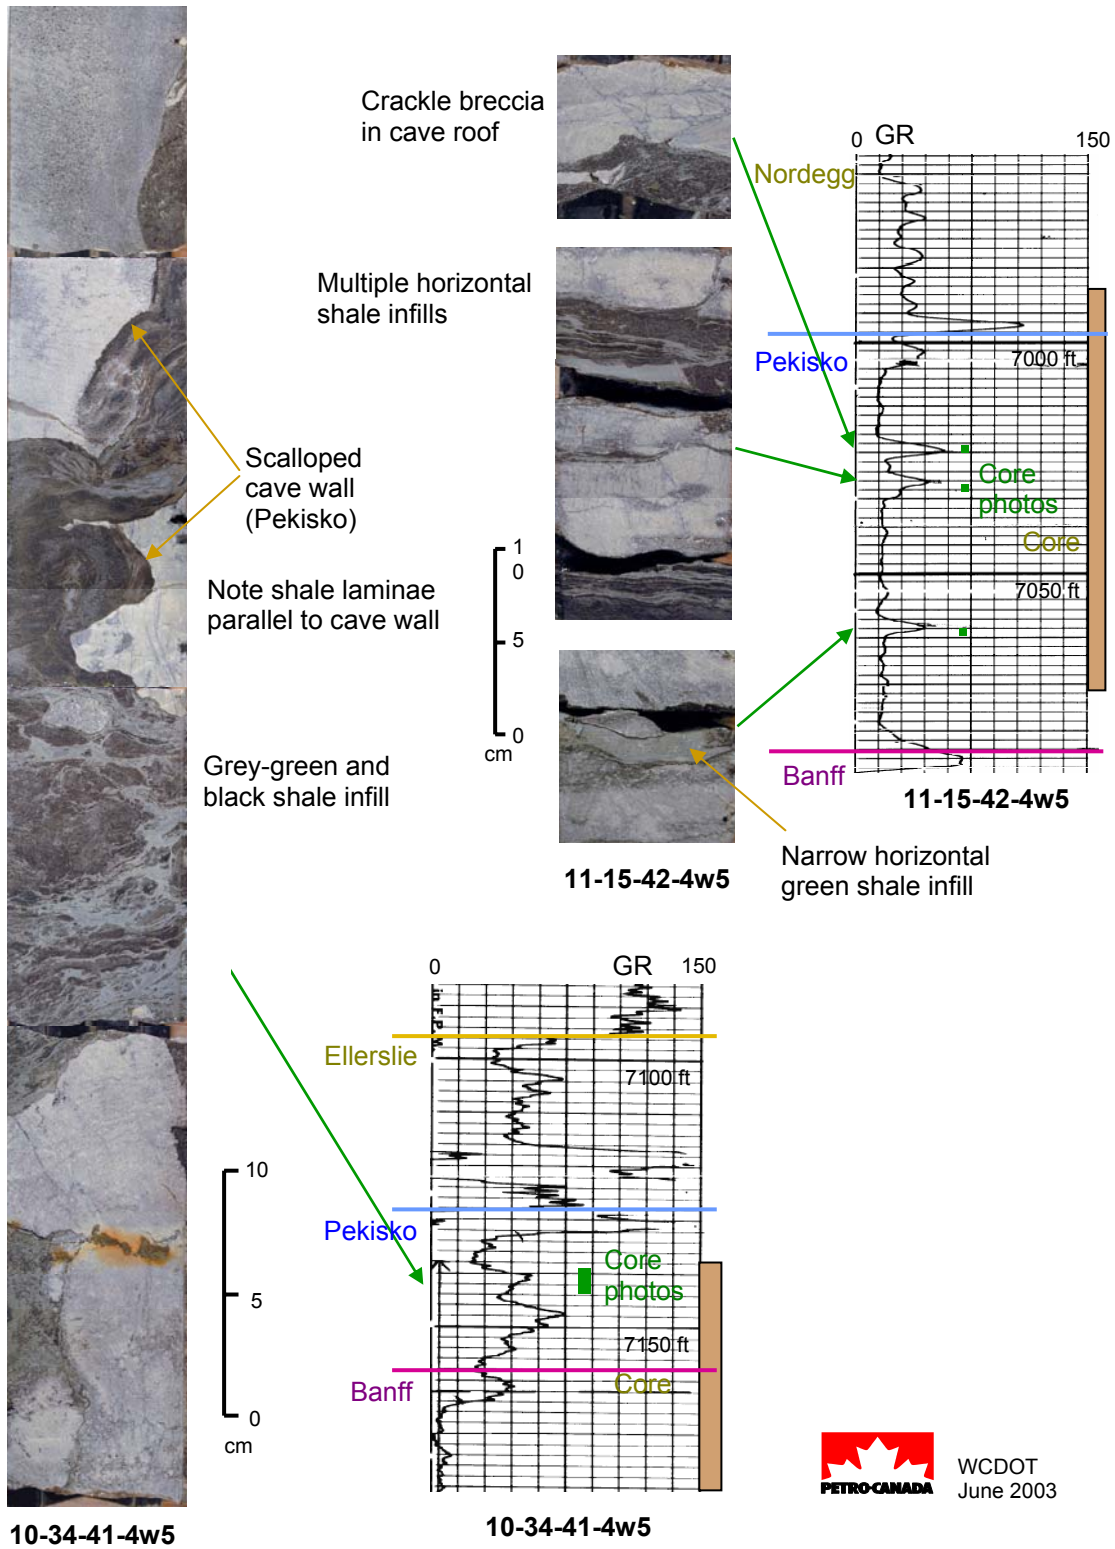 Crackle breccia
in cave roof
Multiple horizontal
shale infills
Scalloped
cave wall
(Pekisko)
Note shale laminae
parallel to cave wall
Grey-green and
black shale infill
1
0
5
0
cm
0 GR 150
Nordegg
Pekisko
7000 ft
Core
photos
Core
7050 ft
Banff
11-15-42-4w5
Narrow horizontal
green shale infill
11-15-42-4w5
0 GR 150
Ellerslie
7100 ft
Pekisko
Core
photos
7150 ft
Banff
Core
10
5
0
cm
10-34-41-4w5
10-34-41-4w5
PETRO-CANADA
WCDOT
June 2003